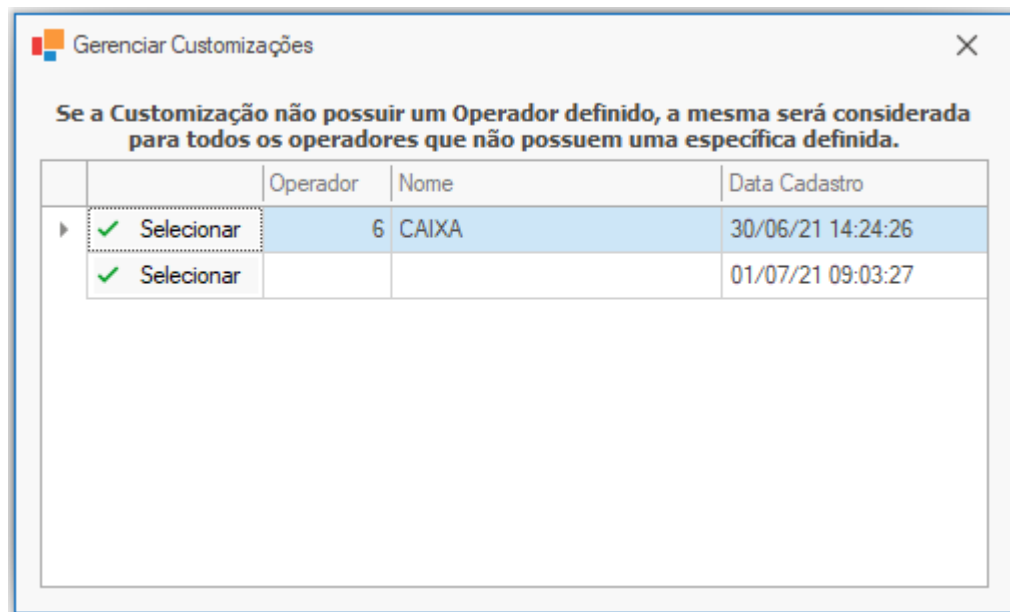 Gerenciar Customizações
Se a Customização não possuir um Operador definido, a mesma será considerada
para todos os operadores que não possuem uma específica definida.
Operador Nome Data Cadastro
Selecionar 6 CAIXA 30/06/21 14:24:26
Selecionar 01/07/21 09:03:27